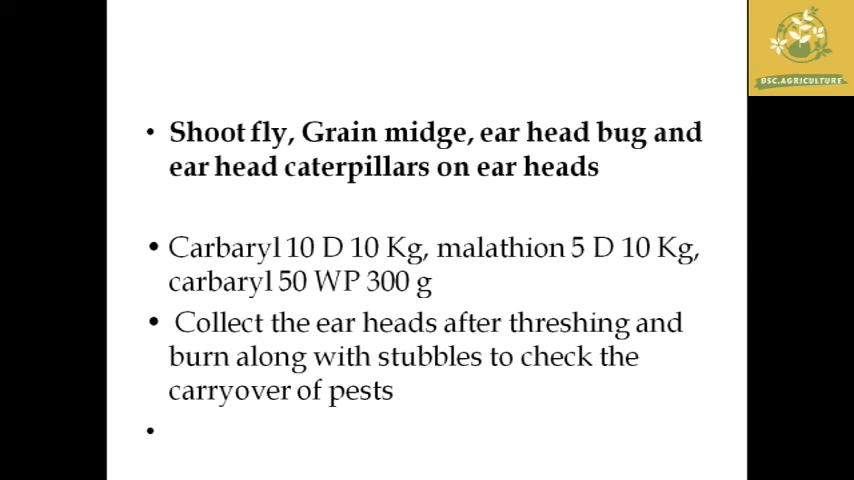 BSC.AGRICULTURE
• Shoot fly, Grain midge, ear head bug and
ear head caterpillars on ear heads
• Carbaryl 10 D 10 Kg, malathion 5 D 10 Kg,
carbaryl 50 WP 300 g
• Collect the ear heads after threshing and
burn along with stubbles to check the
carryover of pests
•